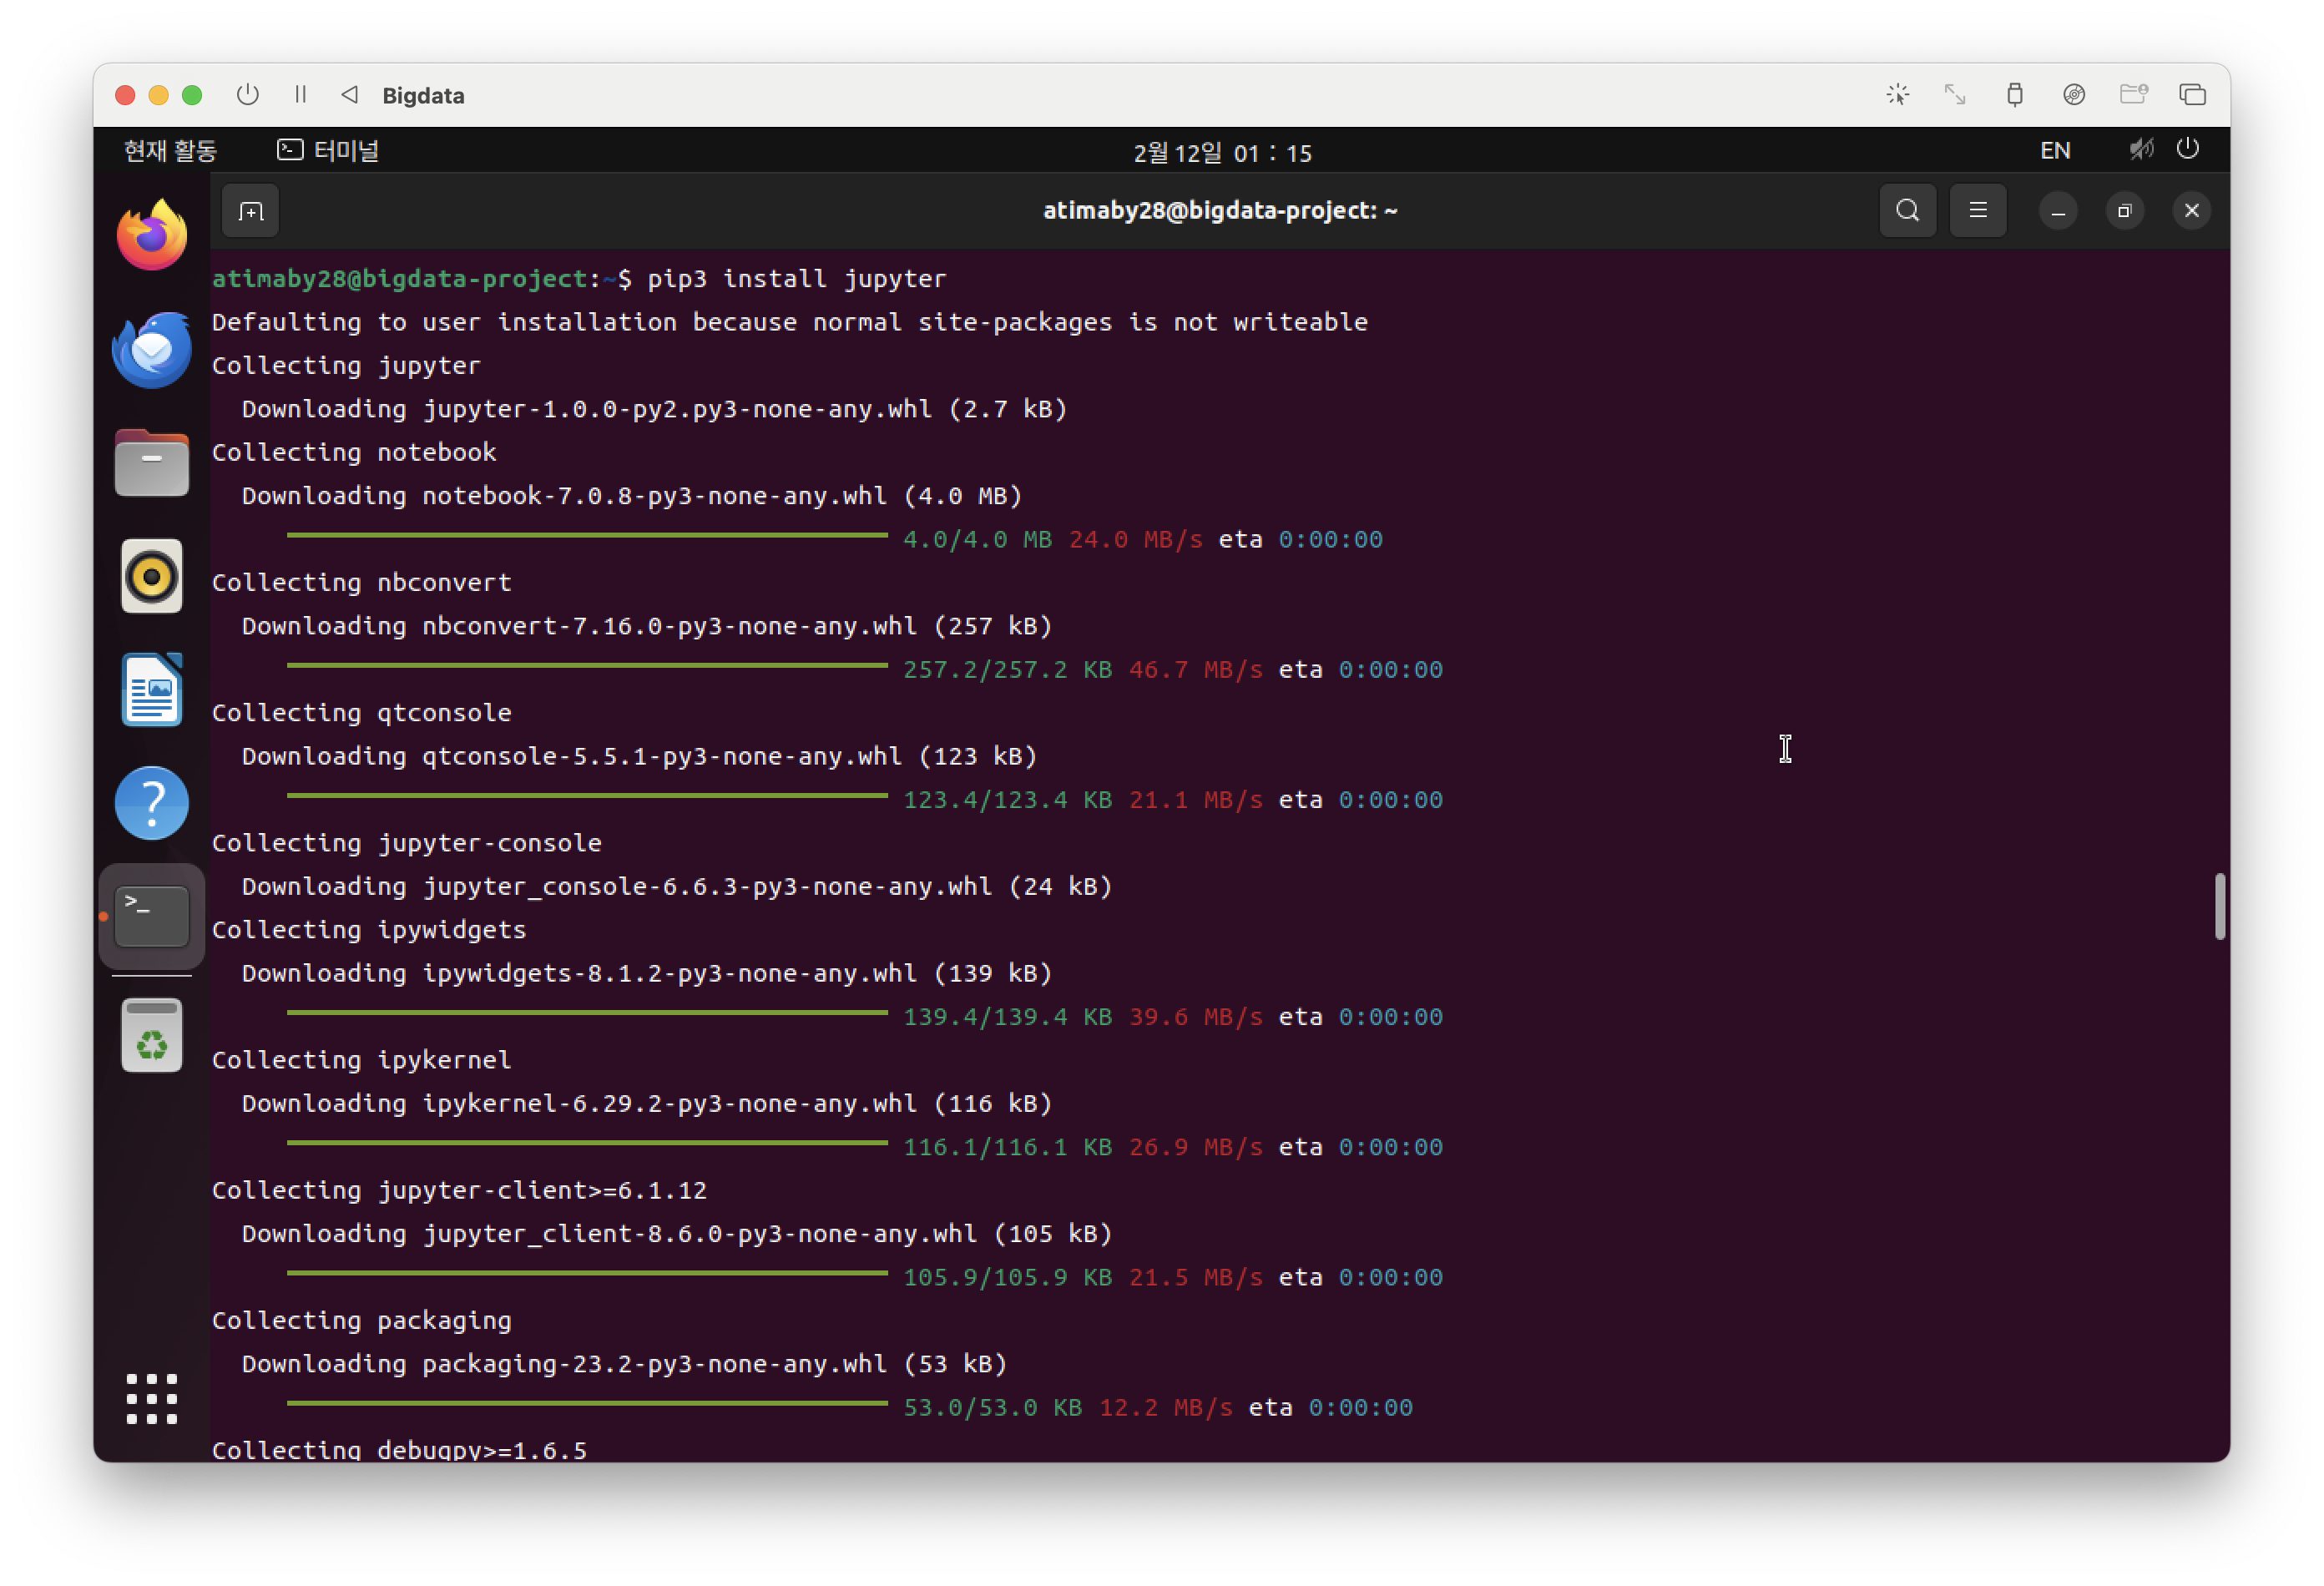 Bigdata
현재 활동
터미널
2월 12일 01 : 15
EN
atimaby28@bigdata-project: ~
atimaby28@bigdata-project:~$ pip3 install jupyter
Defaulting to user installation because normal site-packages is not writeable
Collecting jupyter
Downloading jupyter-1.0.0-py2.py3-none-any.whl (2.7 kB)
Collecting notebook
Downloading notebook-7.0.8-py3-none-any.whl (4.0 MB)
4.0/4.0 MB 24.0 MB/s eta 0:00:00
Collecting nbconvert
Downloading nbconvert-7.16.0-py3-none-any.whl (257 kB)
257.2/257.2 KB 46.7 MB/s eta 0:00:00
Collecting qtconsole
Downloading qtconsole-5.5.1-py3-none-any.whl (123 kB)
123.4/123.4 KB 21.1 MB/s eta 0:00:00
Collecting jupyter-console
Downloading jupyter_console-6.6.3-py3-none-any.whl (24 kB)
Collecting ipywidgets
Downloading ipywidgets-8.1.2-py3-none-any.whl (139 kB)
139.4/139.4 KB 39.6 MB/s eta 0:00:00
Collecting ipykernel
Downloading ipykernel-6.29.2-py3-none-any.whl (116 kB)
116.1/116.1 KB 26.9 MB/s eta 0:00:00
Collecting jupyter-client>=6.1.12
Downloading jupyter_client-8.6.0-py3-none-any.whl (105 kB)
105.9/105.9 KB 21.5 MB/s eta 0:00:00
Collecting packaging
Downloading packaging-23.2-py3-none-any.whl (53 kB)
53.0/53.0 KB 12.2 MB/s eta 0:00:00
Collecting debugpy>=1.6.5